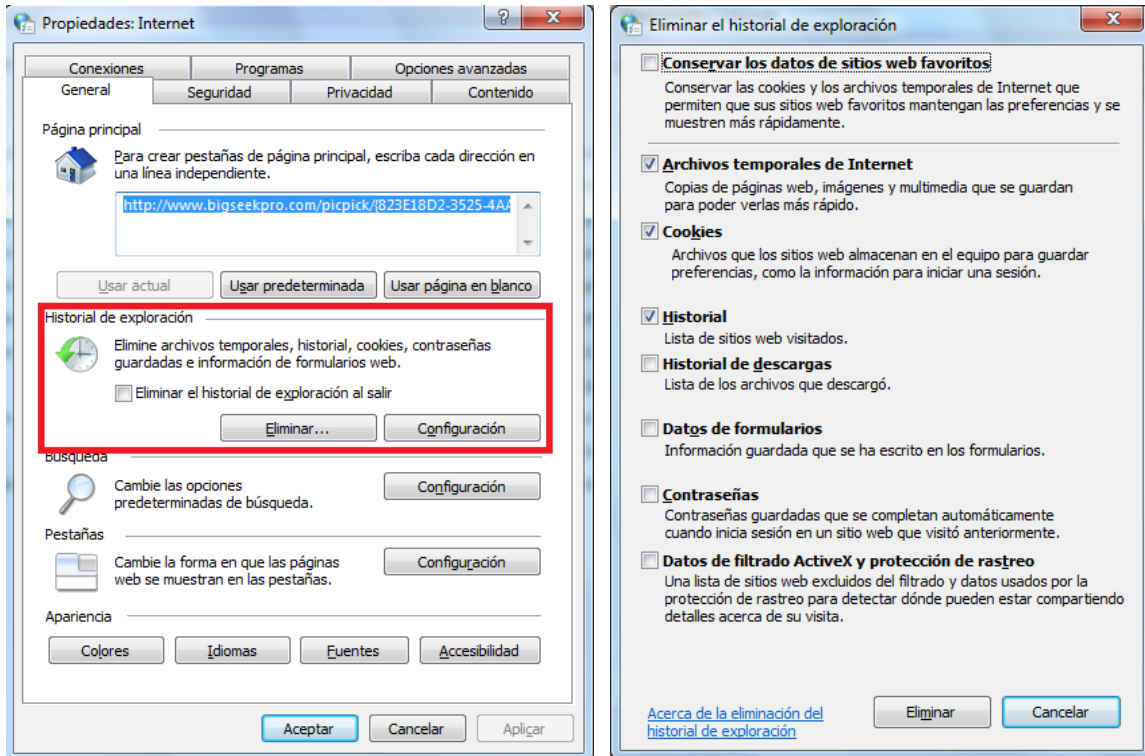 Propiedades: Internet
Conexiones
Programas
Opciones avanzadas
General
Seguridad
Privacidad
Contenido
Página principal
Para crear pestañas de página principal, escriba cada dirección en
una línea independiente.
http://www.bigseekpro.com/picpick/{823E18D2-3525-4AA
Usar actual
Usar predeterminada
Usar página en blanco
Historial de exploración
Elimine archivos temporales, historial, cookies, contraseñas
guardadas e información de formularios web.
Eliminar el historial de exploración al salir
Eliminar...
Configuración
Búsqueda
Cambie las opciones
predeterminadas de búsqueda.
Configuración
Pestañas
Cambie la forma en que las páginas
web se muestran en las pestañas.
Configuración
Apariencia
Colores
Idiomas
Fuentes
Accesibilidad
Aceptar
Cancelar
Aplicar
Eliminar el historial de exploración
Conservar los datos de sitios web favoritos
Conservar las cookies y los archivos temporales de Internet que
permiten que sus sitios web favoritos mantengan las preferencias y se
muestren más rápidamente.
Archivos temporales de Internet
Copias de páginas web, imágenes y multimedia que se guardan
para poder verlas más rápido.
Cookies
Archivos que los sitios web almacenan en el equipo para guardar
preferencias, como la información para iniciar una sesión.
Historial
Lista de sitios web visitados.
Historial de descargas
Lista de los archivos que descargó.
Datos de formularios
Información guardada que se ha escrito en los formularios.
Contraseñas
Contraseñas guardadas que se completan automáticamente
cuando inicia sesión en un sitio web que visitó anteriormente.
Datos de filtrado ActiveX y protección de rastreo
Una lista de sitios web excluidos del filtrado y datos usados por la
protección de rastreo para detectar dónde pueden estar compartiendo
detalles acerca de su visita.
Acerca de la eliminación del
historial de exploración
Eliminar
Cancelar